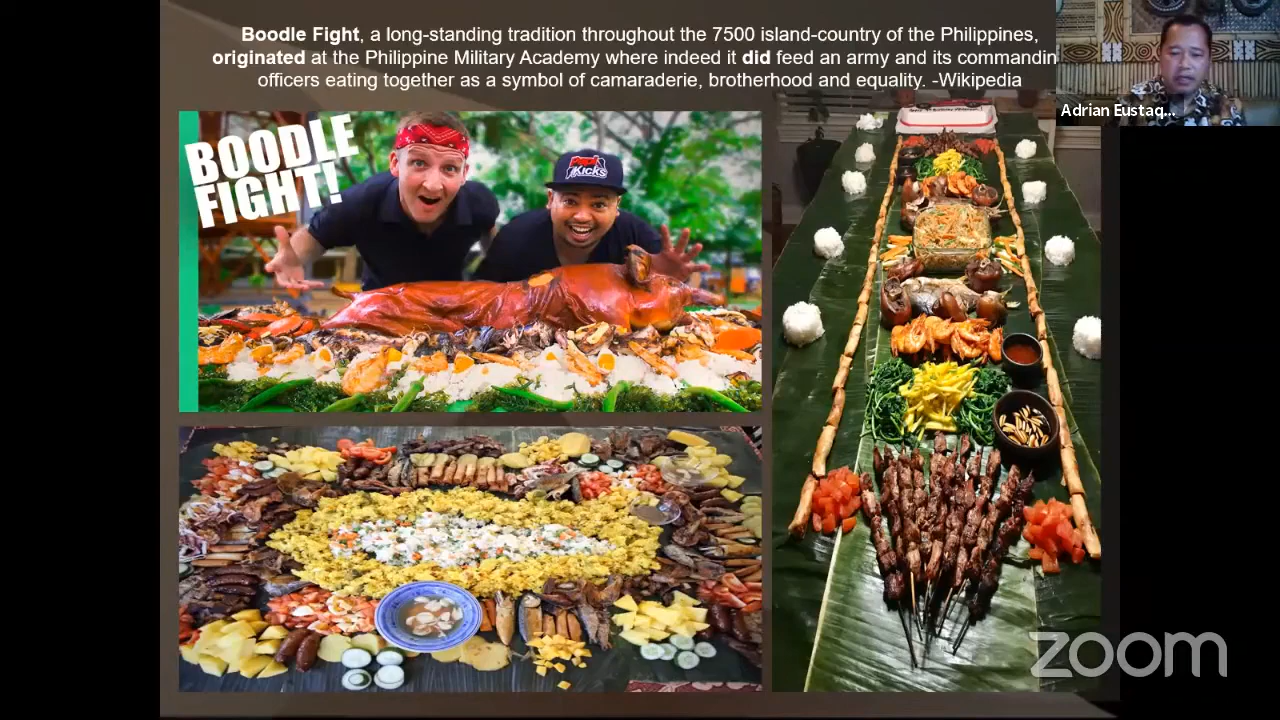 Boodle Fight, a long-standing tradition throughout the 7500 island-country of the Philippines,
originated at the Philippine Military Academy where indeed it did feed an army and its commandin
officers eating together as a symbol of camaraderie, brotherhood and equality. -Wikipedia
Adrian Eustaq...
BOODLE
FIGHT!
Kicks
zoom